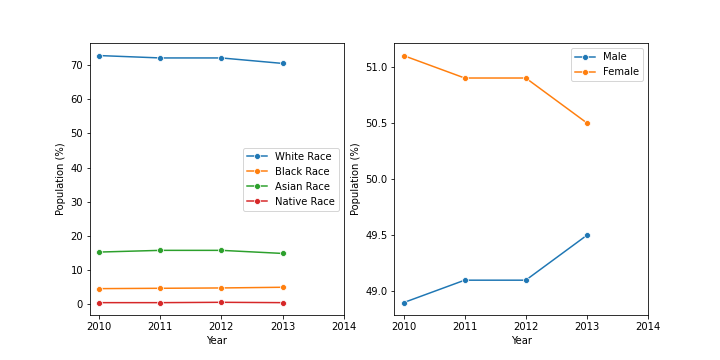 70
60
50
40
30
20
10
0
Population (%)
White Race
Black Race
Asian Race
Native Race
2010 2011 2012 2013 2014
Year
51.0
50.5
50.0
49.5
49.0
Population (%)
Male
Female
2010 2011 2012 2013 2014
Year